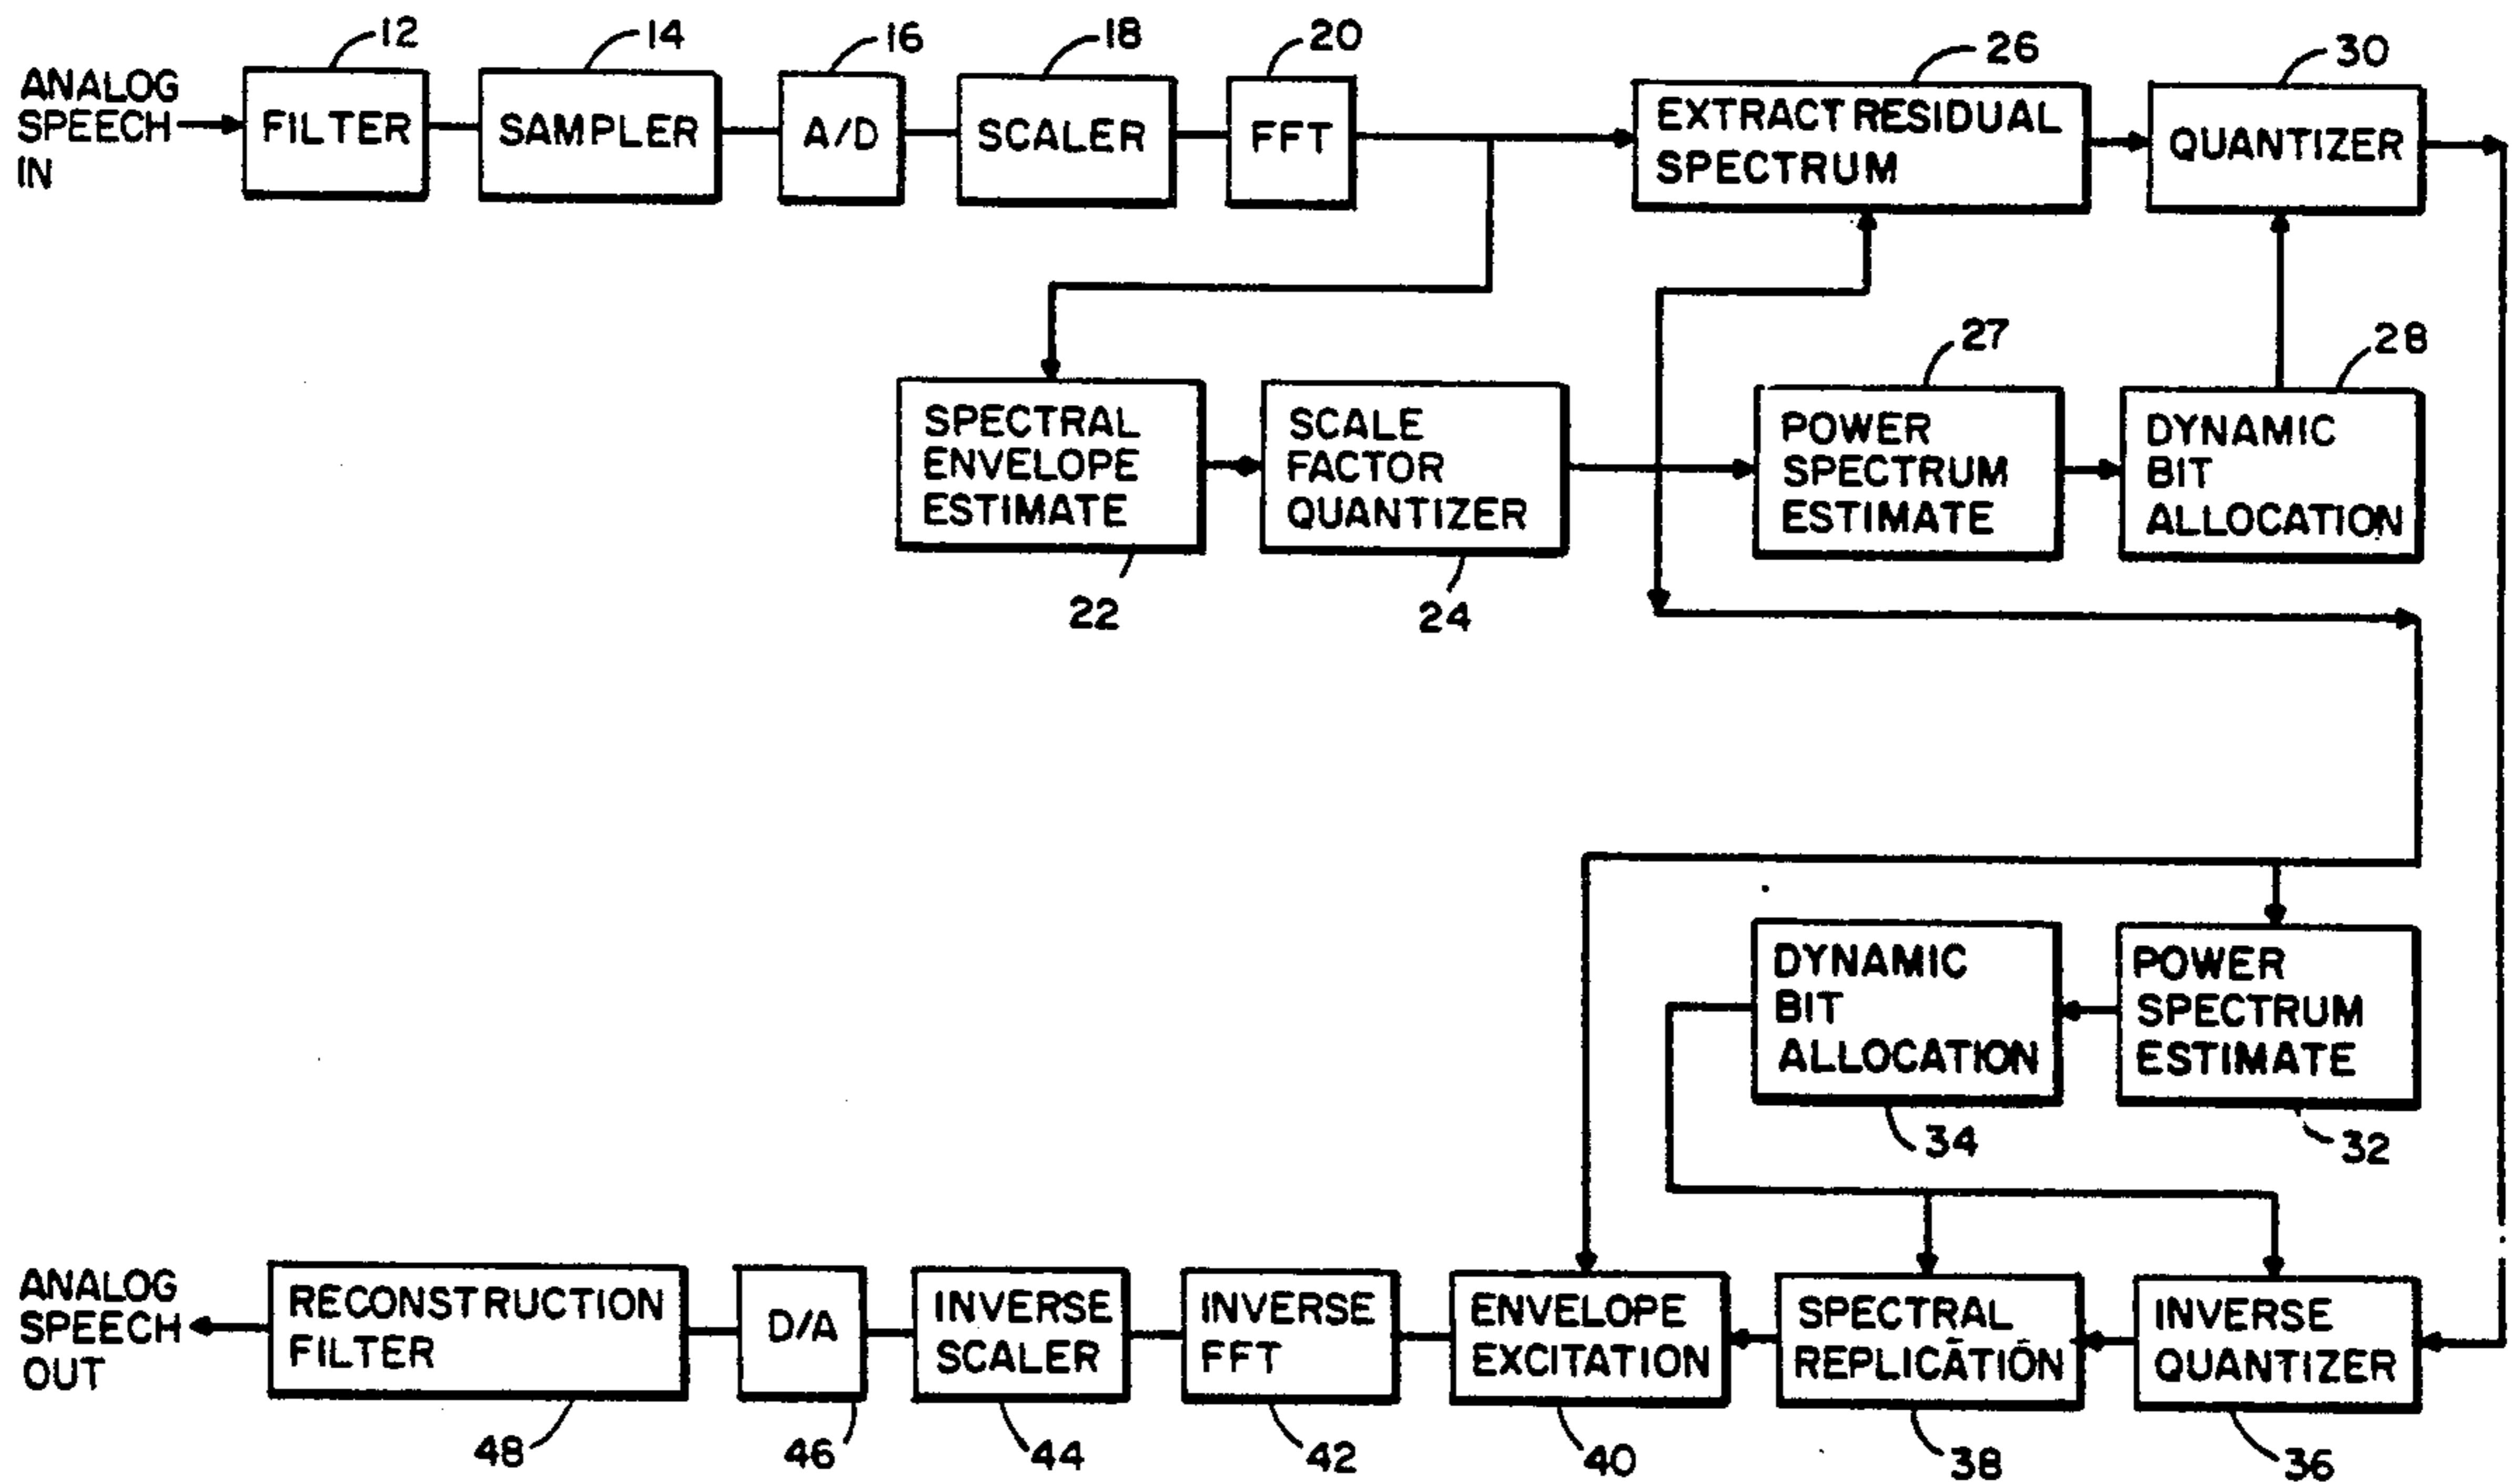 12
14
16
18
20
26
30
ANALOG
SPEECH
IN
FILTER
SAMPLER
A/D
SCALER
FFT
EXTRACT RESIDUAL
SPECTRUM
QUANTIZER
27
28
SPECTRAL
ENVELOPE
ESTIMATE
SCALE
FACTOR
QUANTIZER
POWER
SPECTRUM
ESTIMATE
DYNAMIC
BIT
ALLOCATION
22
24
DYNAMIC
BIT
ALLOCATION
POWER
SPECTRUM
ESTIMATE
34
32
ANALOG
SPEECH
OUT
RECONSTRUCTION
FILTER
D/A
INVERSE
SCALER
INVERSE
FFT
ENVELOPE
EXCITATION
SPECTRAL
REPLICATION
INVERSE
QUANTIZER
48
46
44
42
40
38
36